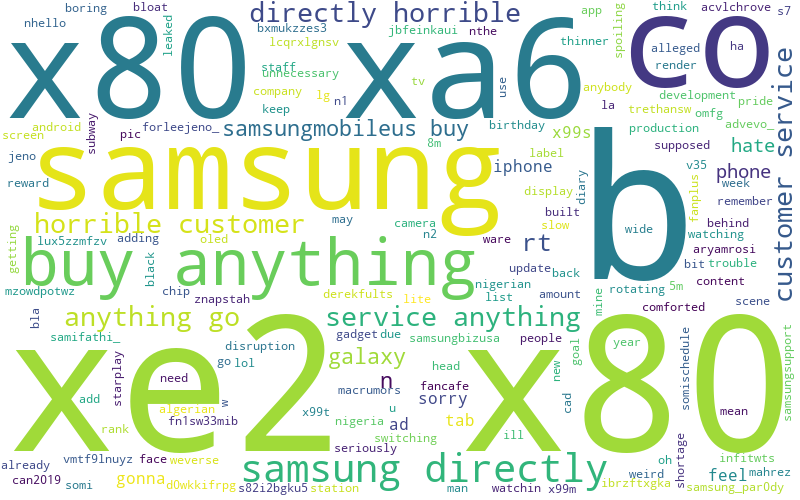 boring bloat directly horrible app think acvlchrove s7
nhello leaked bxmukzzes3 jbfeinkaui nthe
x80 xa6 co
lcqrxlgnsv thinner spoiling alleged ha
staff unnecessary tv anybody render
company lg use development pride
keep n1 la trethansw omfg
android samsungmobileus buy birthday x99s production advevo_
screen subway pic forleejeno_ 8m label supposed hate
samsung b
jeno iphone v35 phone
reward display diary fanplus week
built wide remember
horrible customer may camera slow behind
lux5zzmfzv adding oled n2 ware rt watching customer service
getting aryamrosi
buy anything update back bit trouble
black nigerian rotating 5m
mzowdpotwz chip list amount mine content
znapstah derekfults lite comforted scene
bla anything go service anything
samifathi_ gadget due samsungbizusa people goal year
disruption
xe2 x80
go lol galaxy new
starplay need head somischedule samsungsupport
n fancafe sorry
add w macrumors cad mean
algerian x99t u tab
rank fn1sw33mib nigeria ad ill
switching
seriously oh infitwts
already vmtf9lnuyz face weverse samsung directly weird shortage feel mahrez
can2019 gonna ibrzftxgka
somi d0wkkifrpg s82i2bgku5 station man watchin x99m samsung_par0dy